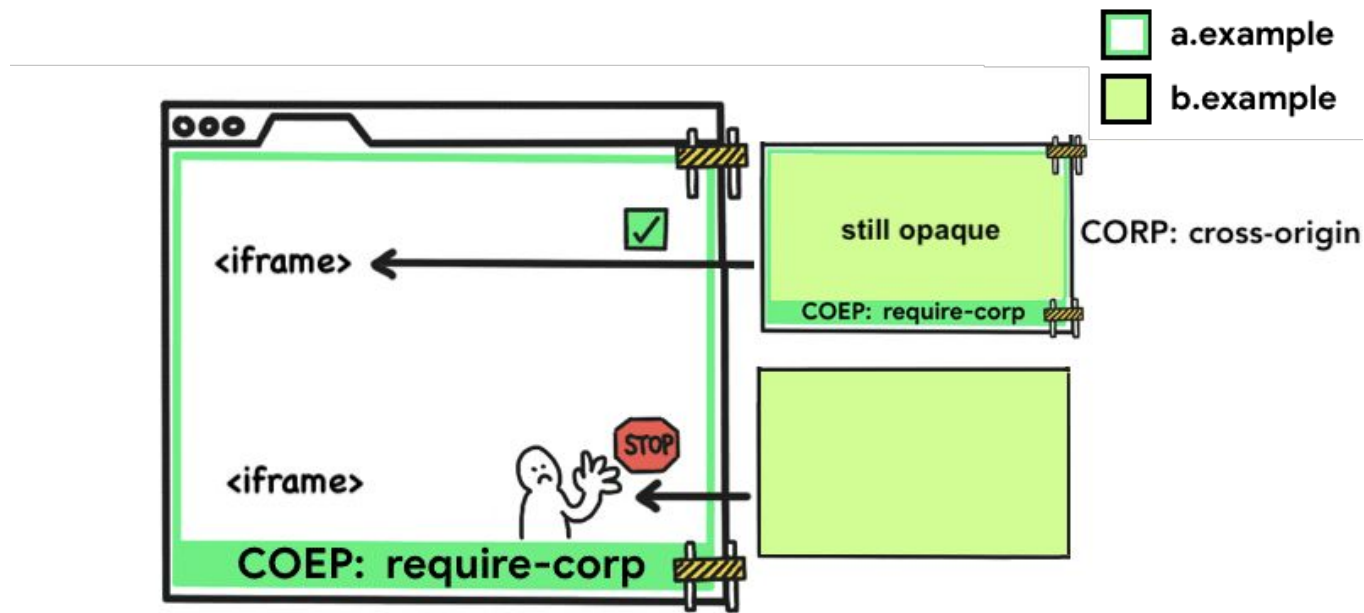 a.example
b.example
still opaque
CORP: cross-origin
<iframe>
COEP: require-corp
STOP
<iframe>
COEP: require-corp